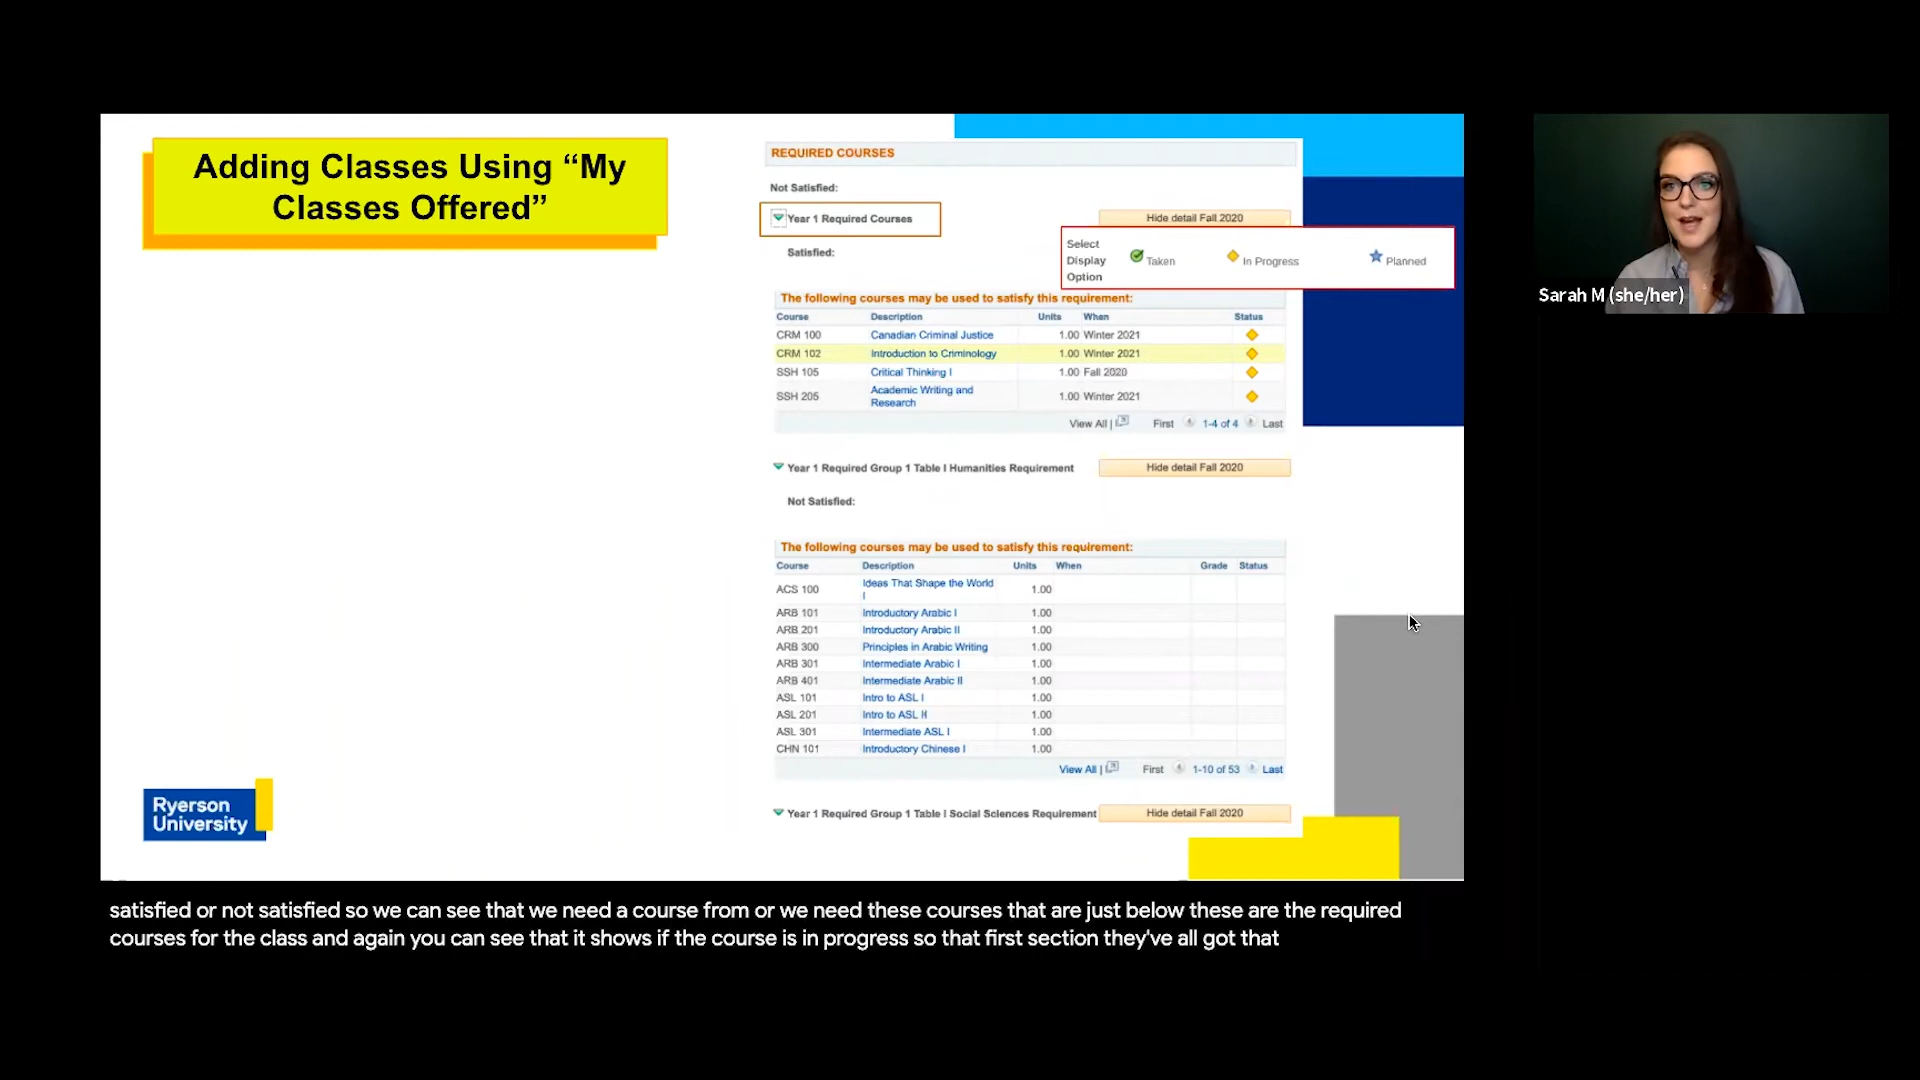 Adding Classes Using “My
Classes Offered”
REQUIRED COURSES
Not Satisfied:
Year 1 Required Courses
Hide detail Fall 2020
Satisfied:
Select
Display
Option
Taken
In Progress
Planned
The following courses may be used to satisfy this requirement:
Course Description Units When Status
CRM 100 Canadian Criminal Justice 1.00 Winter 2021
CRM 102 Introduction to Criminology 1.00 Winter 2021
SSH 105 Critical Thinking I 1.00 Fall 2020
SSH 205 Academic Writing and
Research 1.00 Winter 2021
View All | First 1-4 of 4 Last
Year 1 Required Group 1 Table I Humanities Requirement Hide detail Fall 2020
Not Satisfied:
The following courses may be used to satisfy this requirement:
Course Description Units When Grade Status
ACS 100 Ideas That Shape the World
I 1.00
ARB 101 Introductory Arabic I 1.00
ARB 201 Introductory Arabic II 1.00
ARB 300 Principles in Arabic Writing 1.00
ARB 301 Intermediate Arabic I 1.00
ARB 401 Intermediate Arabic II 1.00
ASL 101 Intro to ASL I 1.00
ASL 201 Intro to ASL II 1.00
ASL 301 Intermediate ASL I 1.00
CHN 101 Introductory Chinese I 1.00
View All | First 1-10 of 53 Last
Year 1 Required Group 1 Table I Social Sciences Requirement Hide detail Fall 2020
Ryerson
University
Sarah M (she/her)
satisfied or not satisfied so we can see that we need a course from or we need these courses that are just below these are the required
courses for the class and again you can see that it shows if the course is in progress so that first section they've all got that